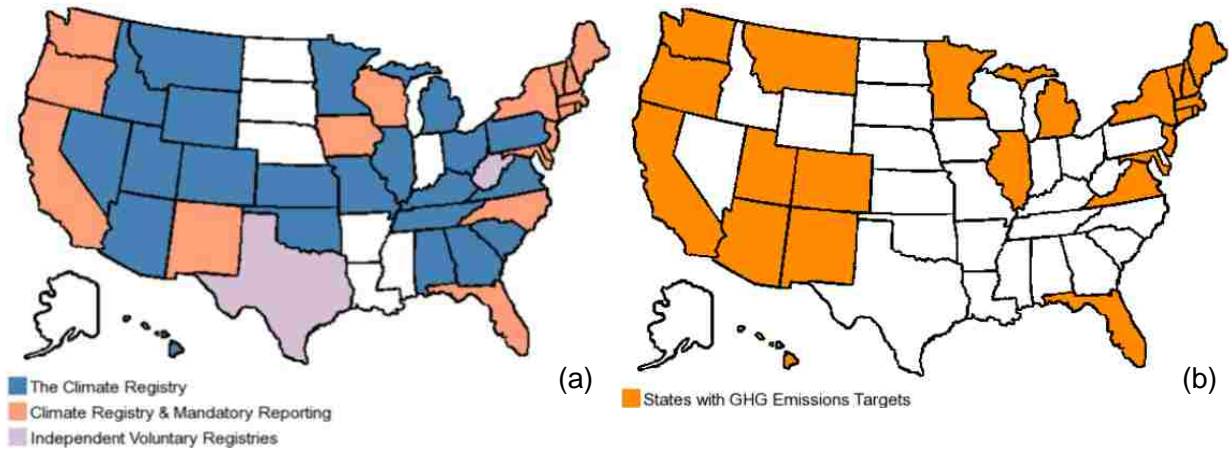 (a)
The Climate Registry
Climate Registry & Mandatory Reporting
Independent Voluntary Registries
(b)
States with GHG Emissions Targets